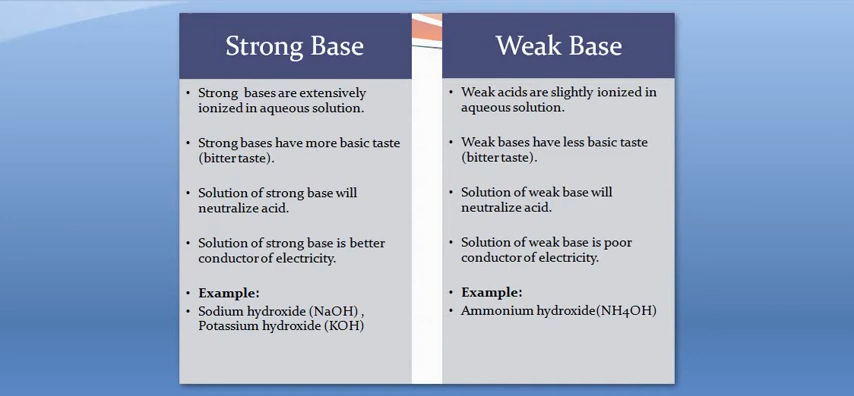 Strong Base
• Strong bases are extensively
ionized in aqueous solution.
• Strong bases have more basic taste
(bitter taste).
• Solution of strong base will
neutralize acid.
• Solution of strong base is better
conductor of electricity.
• Example:
• Sodium hydroxide (NaOH) ,
Potassium hydroxide (KOH)
Weak Base
• Weak acids are slightly ionized in
aqueous solution.
• Weak bases have less basic taste
(bitter taste).
• Solution of weak base will
neutralize acid.
• Solution of weak base is poor
conductor of electricity.
• Example:
• Ammonium hydroxide(NH4OH)